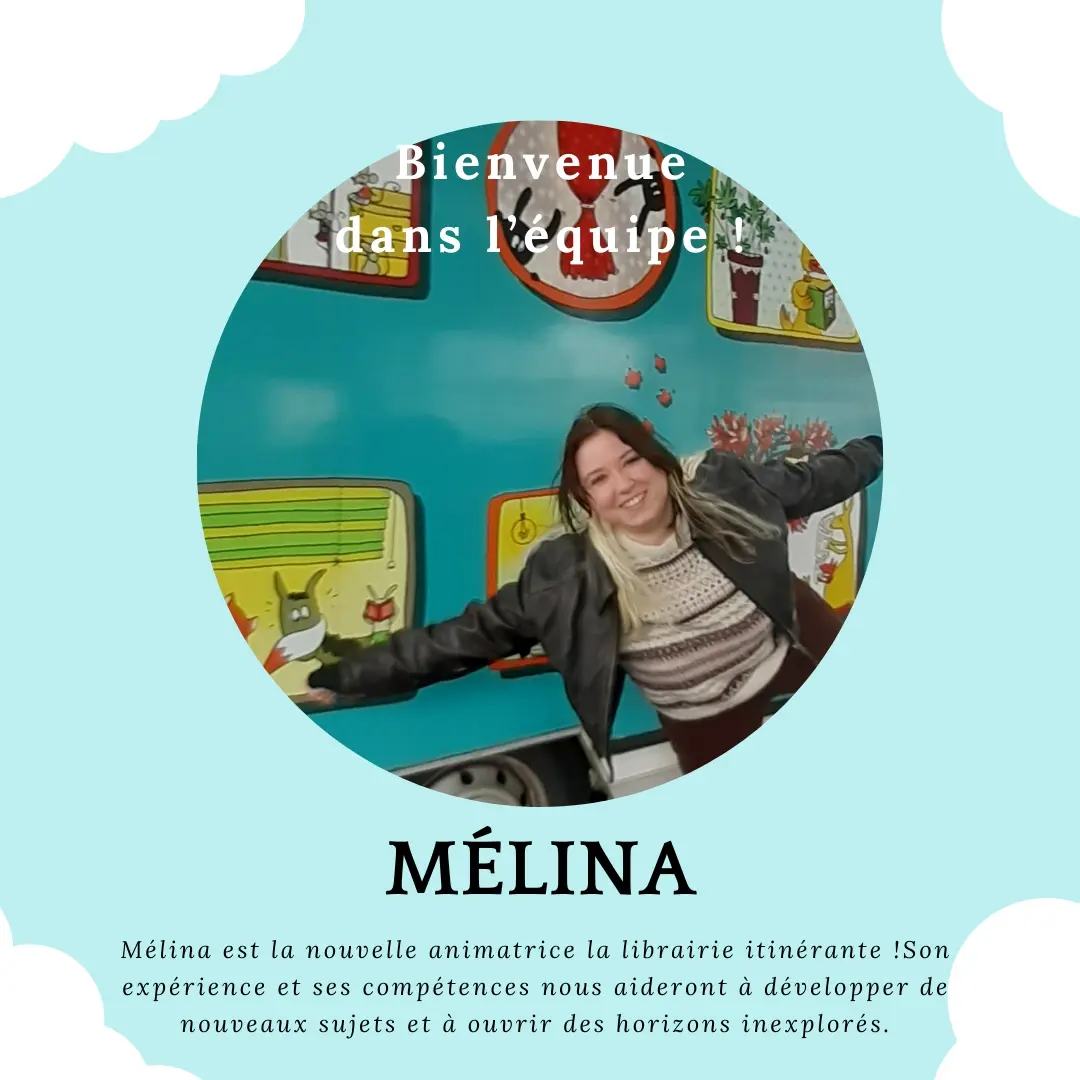 Bienvenue
dans l’équipe !
MÉLINA
Mélina est la nouvelle animatrice la librairie itinérante !Son
expérience et ses compétences nous aideront à développer de
nouveaux sujets et à ouvrir des horizons inexplorés.